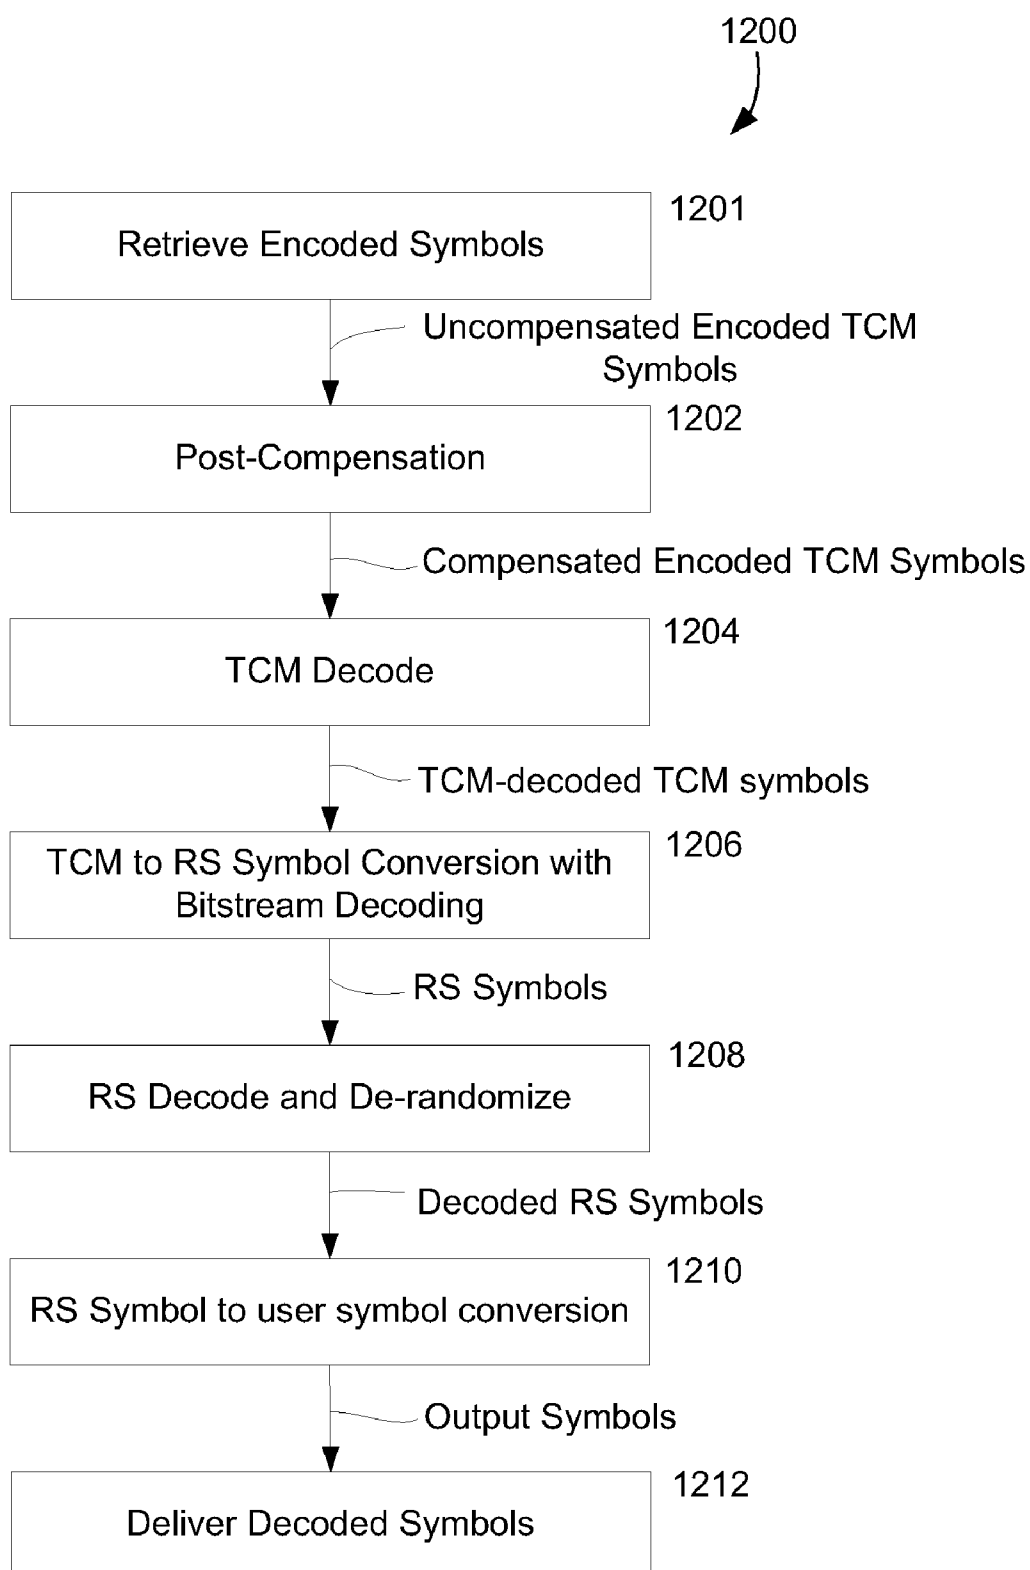 1200
1201
Retrieve Encoded Symbols
Uncompensated Encoded TCM
Symbols
1202
Post-Compensation
Compensated Encoded TCM Symbols
1204
TCM Decode
TCM-decoded TCM symbols
1206
TCM to RS Symbol Conversion with
Bitstream Decoding
RS Symbols
1208
RS Decode and De-randomize
Decoded RS Symbols
1210
RS Symbol to user symbol conversion
Output Symbols
1212
Deliver Decoded Symbols